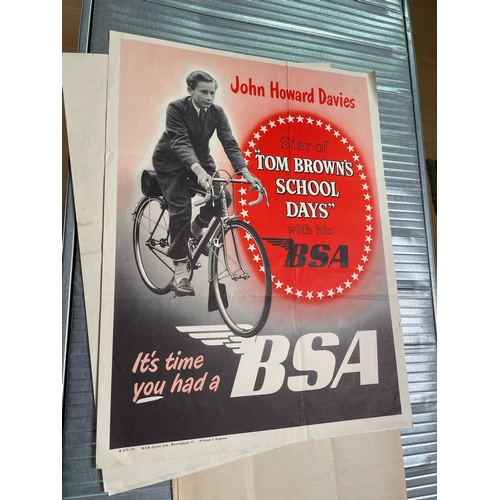 John Howard Davies
Star of
"TOM BROWN'S
SCHOOL
DAYS"
with his
BSA
BSA
It's time
you had a
B.S.A. Cycles Ltd., Birmingham 11. Printed in England.